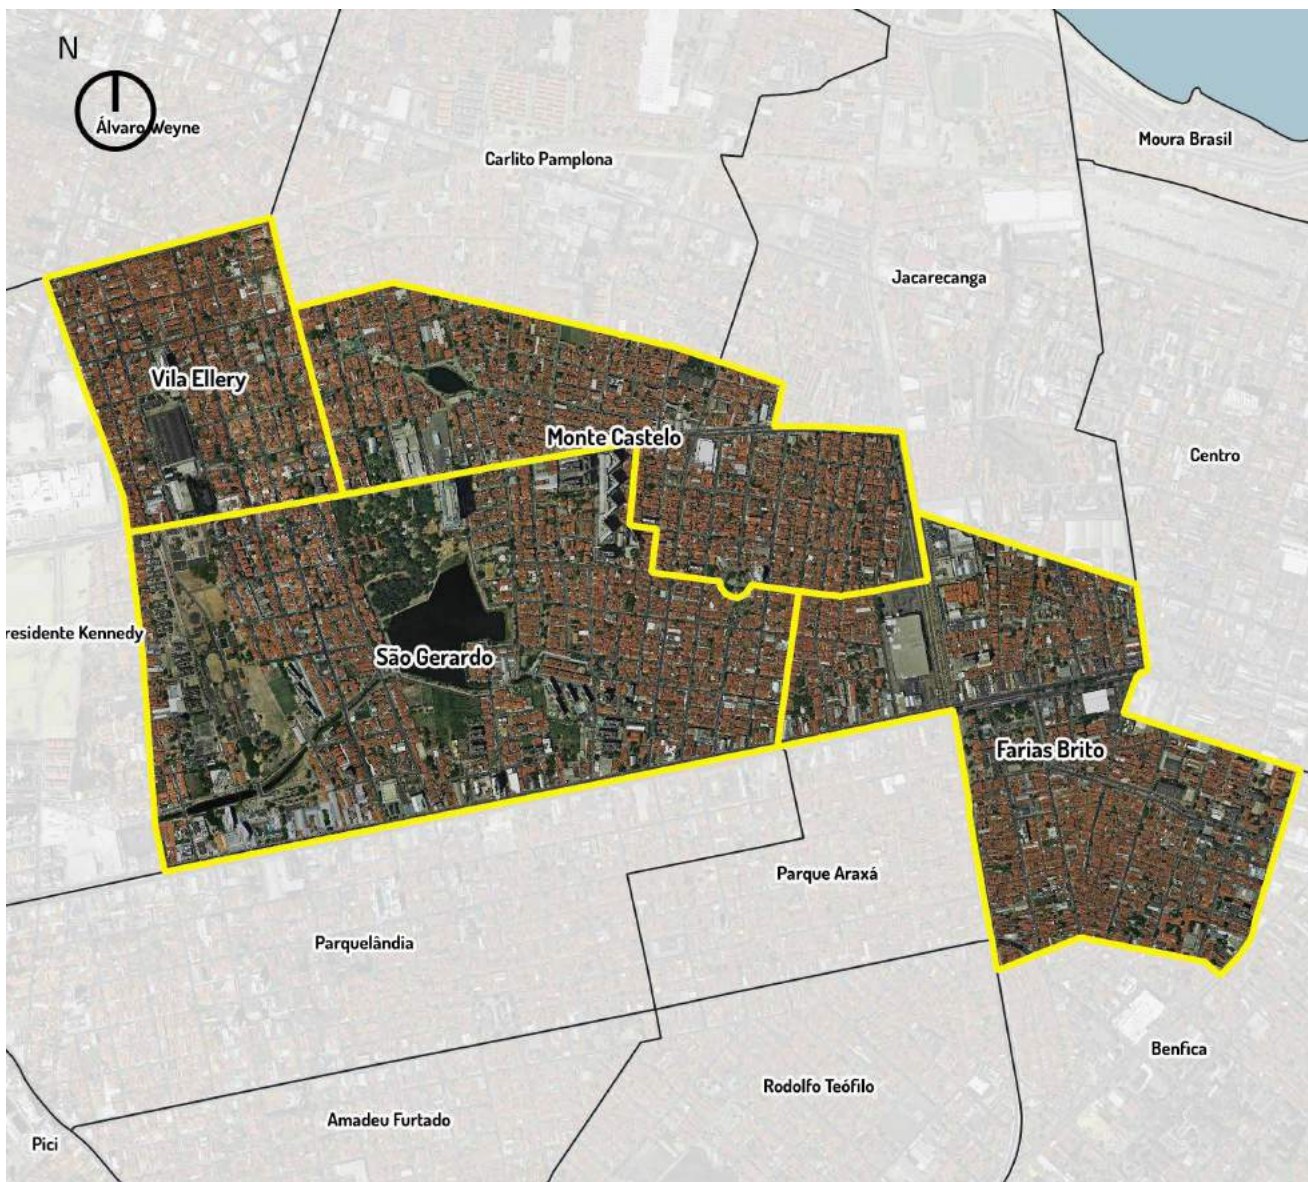 N
Álvaro Weyne
Moura Brasil
Carlito Pamplona
Jacarecanga
Vila Ellery
Monte Castelo
Centro
residente Kennedy
São Gerardo
Farias Brito
Parque Araxá
Parquelândia
Benfica
Rodolfo Teófilo
Amadeu Furtado
Pici